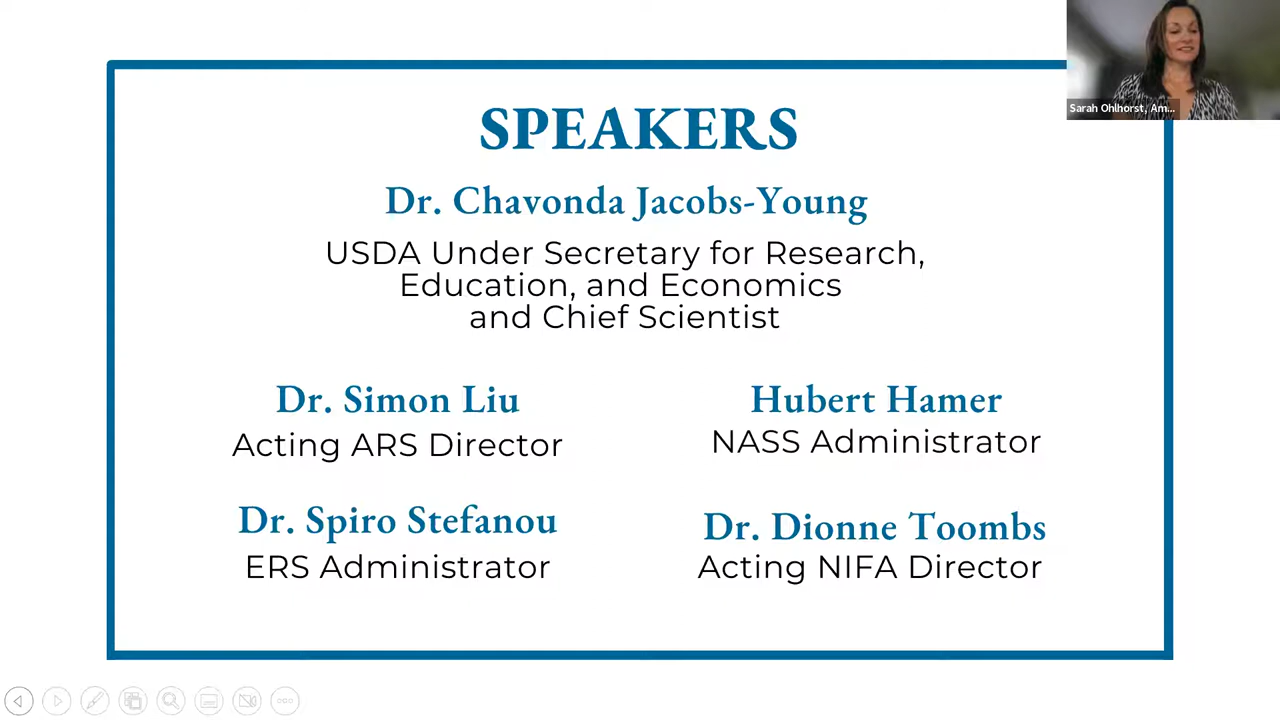 SPEAKERS
Dr. Chavonda Jacobs-Young
USDA Under Secretary for Research,
Education, and Economics
and Chief Scientist
Dr. Simon Liu
Acting ARS Director
Hubert Hamer
NASS Administrator
Dr. Spiro Stefanou
ERS Administrator
Dr. Dionne Toombs
Acting NIFA Director
Sarah Ohlhorst, Am...